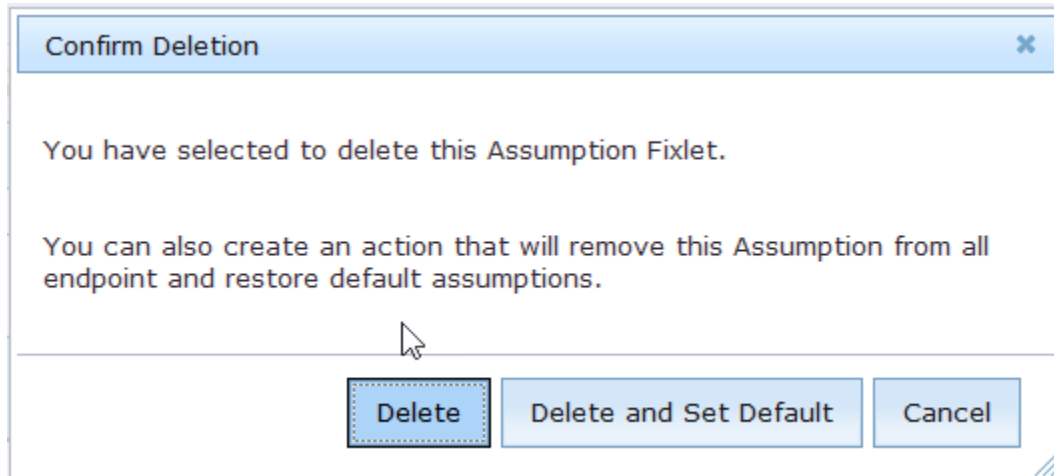 Confirm Deletion
You have selected to delete this Assumption Fixlet.
You can also create an action that will remove this Assumption from all
endpoint and restore default assumptions.
Delete
Delete and Set Default
Cancel